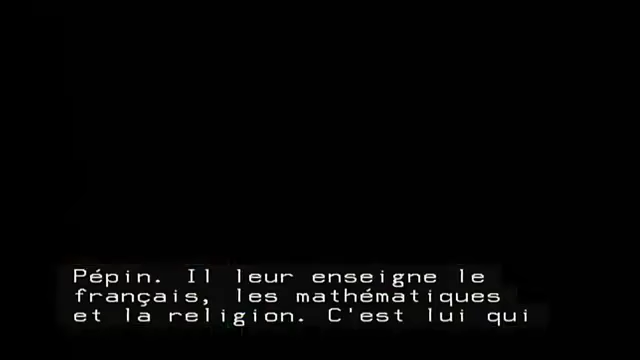 Pépin. Il leur enseigne le
français, les mathématiques
et la religion. C'est lui qui